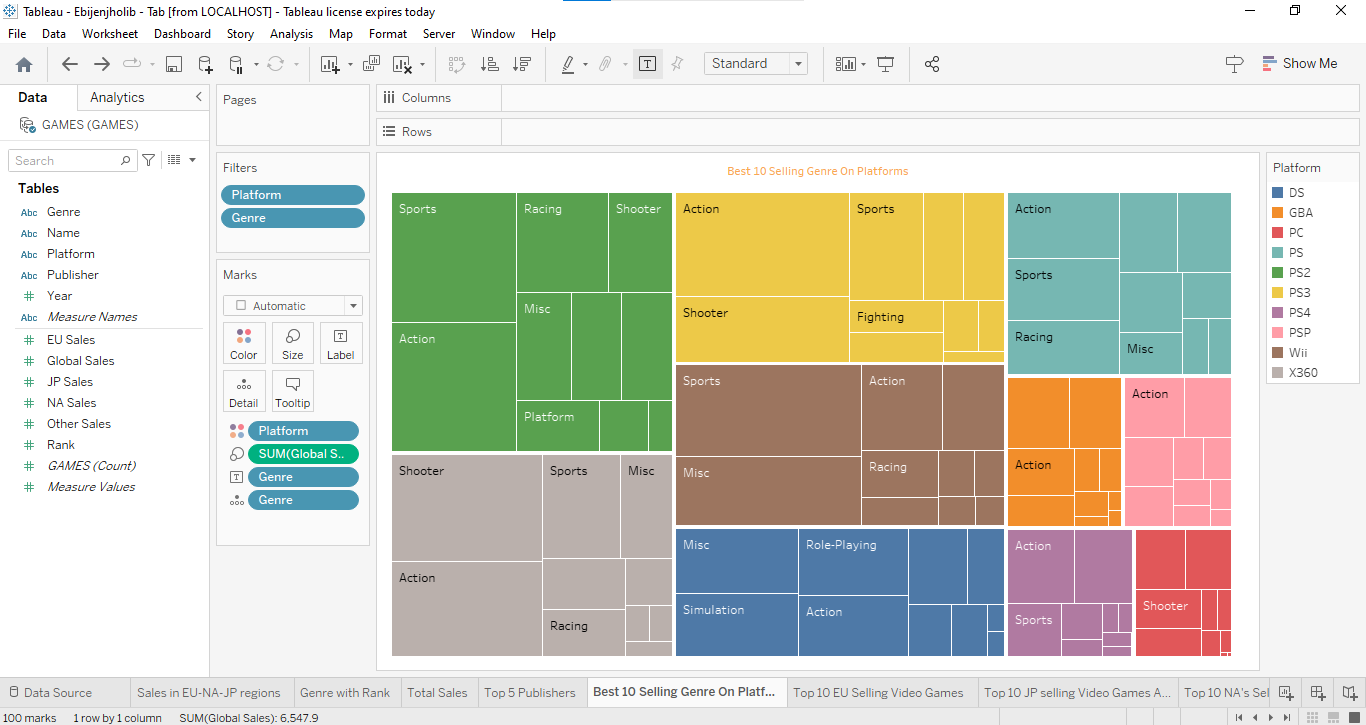 Tableau - Ebijenjholib - Tab [from LOCALHOST] - Tableau license expires today
File Data Worksheet Dashboard Story Analysis Map Format Server Window Help
Standard
Show Me
Data Analytics
GAMES (GAMES)
Search
Tables
Abc Genre
Abc Name
Abc Platform
Abc Publisher
# Year
Abc Measure Names
# EU Sales
# Global Sales
# JP Sales
# NA Sales
# Other Sales
# Rank
# GAMES (Count)
# Measure Values
Pages
Filters
Platform
Genre
Marks
Automatic
Color Size Label
Detail Tooltip
Platform
SUM(Global S..
Genre
Genre
Columns
Rows
Best 10 Selling Genre On Platforms
Sports Racing Shooter
Misc
Action
Platform
Action Sports
Shooter Fighting
Action
Sports
Racing Misc
Shooter Sports Misc
Action
Racing
Sports Action
Misc Racing
Misc Role-Playing
Simulation Action
Action
Action
Action
Sports
Shooter
Platform
DS
GBA
PC
PS
PS2
PS3
PS4
PSP
Wii
X360
Data Source Sales in EU-NA-JP regions Genre with Rank Total Sales Top 5 Publishers Best 10 Selling Genre On Platf... Top 10 EU Selling Video Games Top 10 JP selling Video Games A... Top 10 NA's Sel
100 marks 1 row by 1 column SUM(Global Sales): 6,547.9